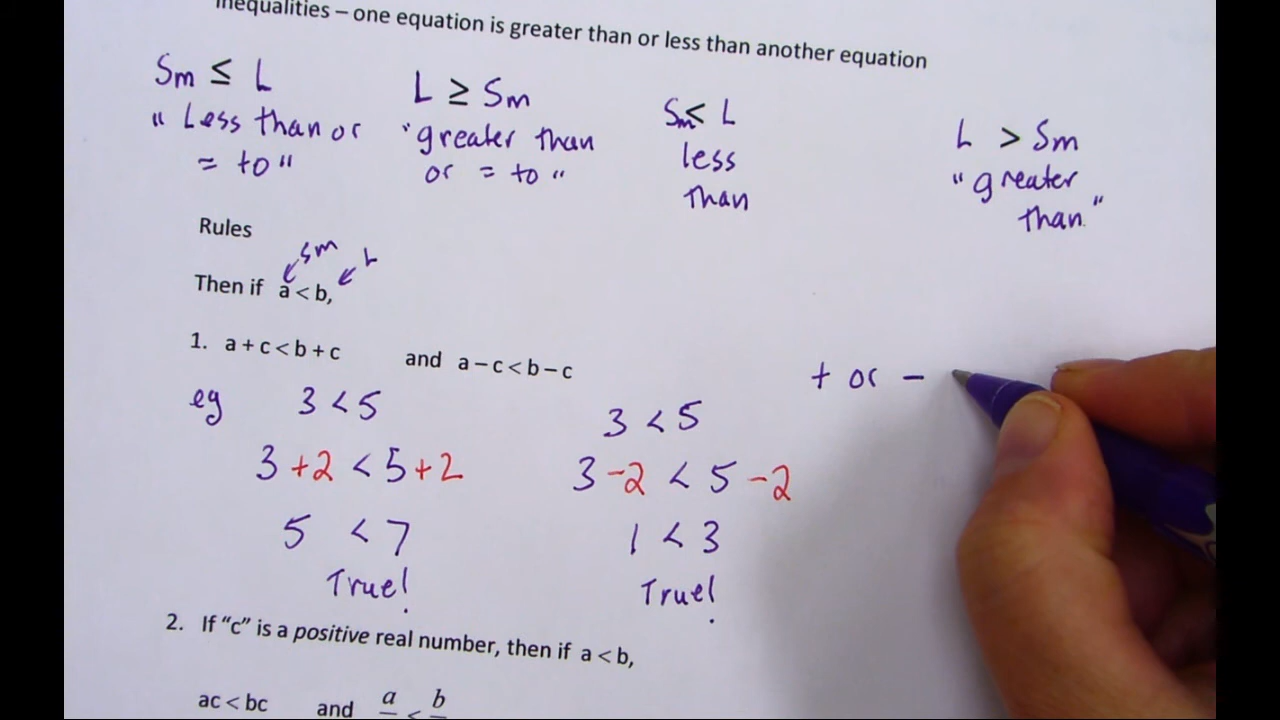 Inequalities – one equation is greater than or less than another equation
Sm ≤ L
" Less than or
= to "
L ≥ Sm
" greater than
or = to "
Sm < L
less
than
L > Sm
" greater
than. "
Rules
Sm L
Then if a < b,
1. a + c < b + c and a – c < b – c
+ or –
eg 3 < 5
3 +2 < 5 +2
5 < 7
True!
3 < 5
3 -2 < 5 -2
1 < 3
True!
2. If "c" is a positive real number, then if a < b,
ac < bc and a < b